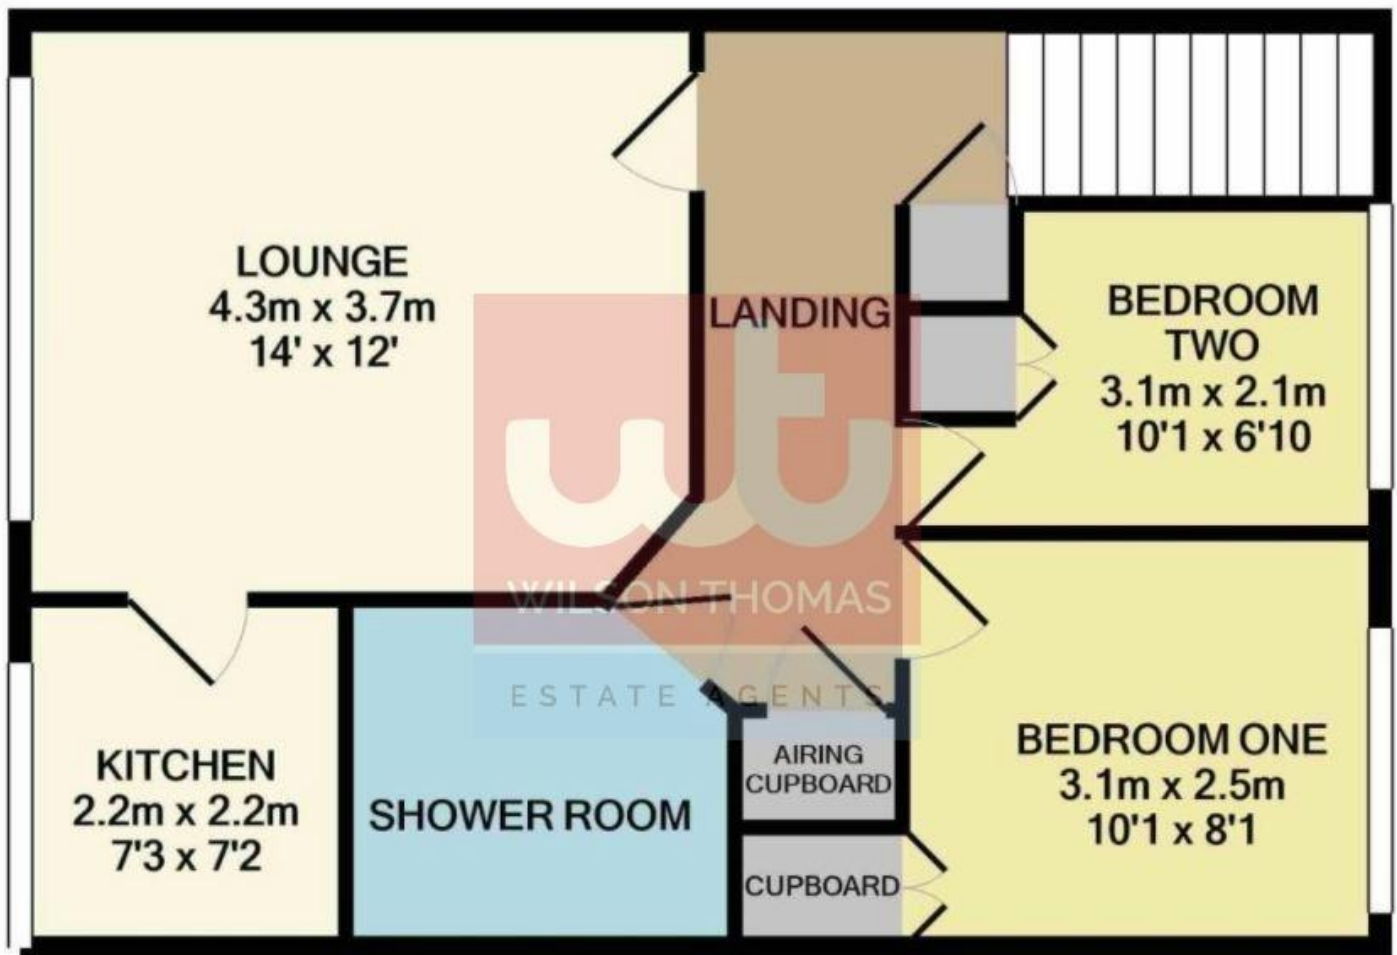 LOUNGE
4.3m x 3.7m
14' x 12'
LANDING
BEDROOM
TWO
3.1m x 2.1m
10'1 x 6'10
wt
WILSON THOMAS
ESTATE AGENTS
KITCHEN
2.2m x 2.2m
7'3 x 7'2
SHOWER ROOM
AIRING
CUPBOARD
CUPBOARD
BEDROOM ONE
3.1m x 2.5m
10'1 x 8'1